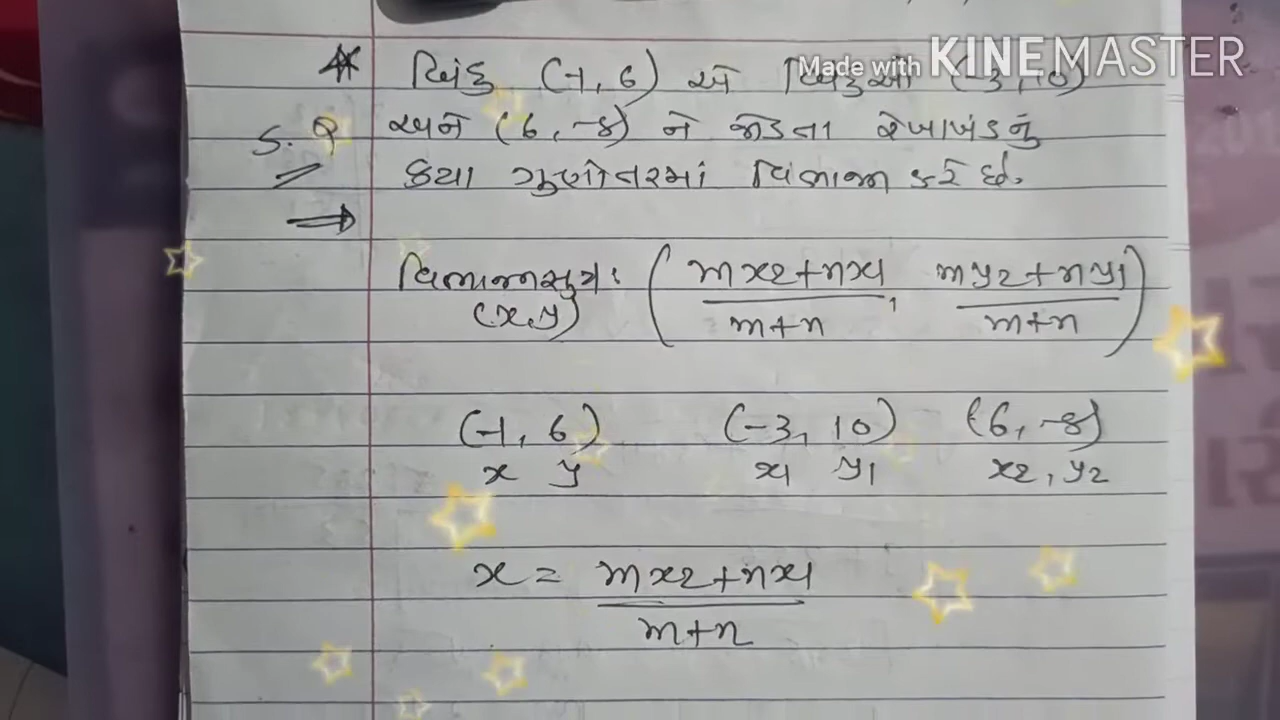 Made with KINEMASTER
* બિંદુ (-1, 6) એ બિંદુઓ (-3, 10)
S. Q અને (6, -8) ને જોડતા રેખાખંડનું
કયા ગુણોત્તરમાં વિભાજન કરે છે.
⇒
વિભાજનસુત્ર: ( mx2+nx1 / m+n , my2+ny1 / m+n )
(x,y)
(-1, 6) (-3, 10) (6, -8)
x y x1 y1 x2, y2
x = mx2+nx1
m+n